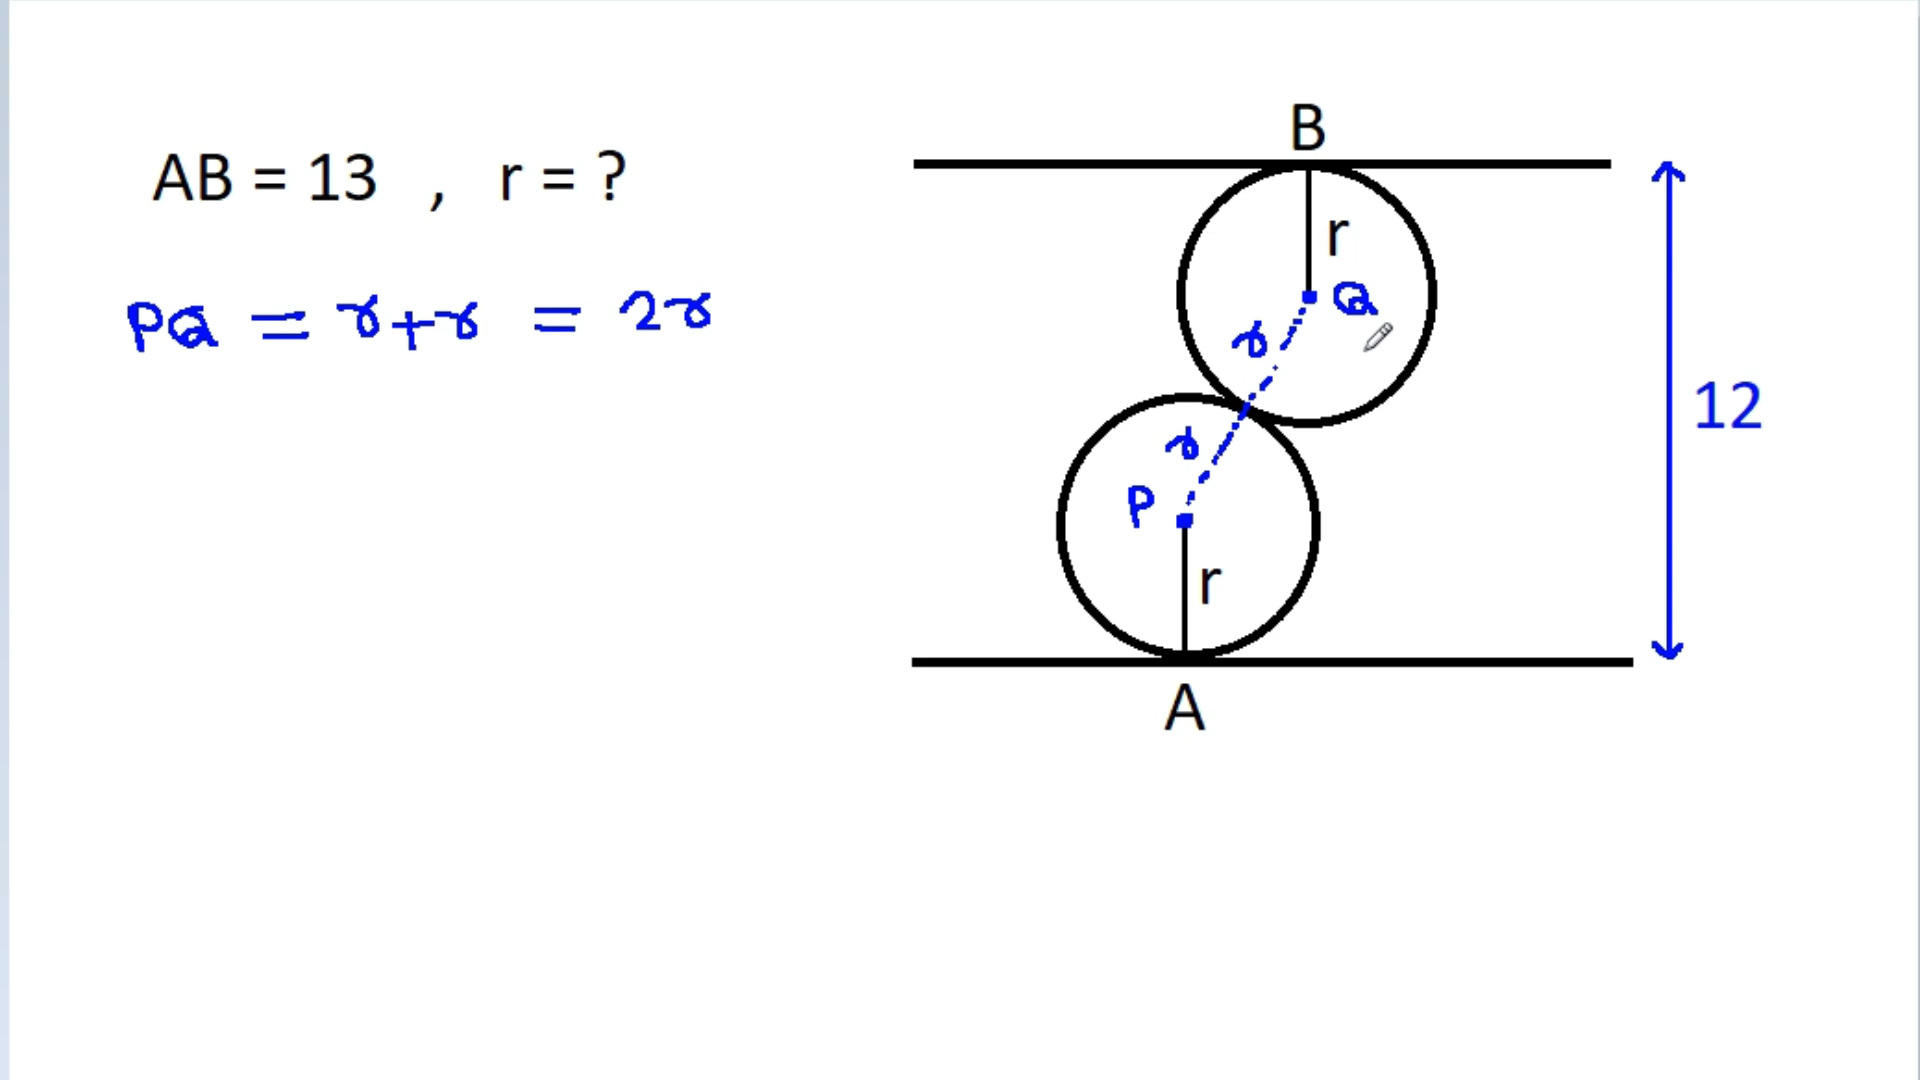 AB = 13 , r = ?
PQ = r+r = 2r
B
r
Q
r
12
r
P
r
A